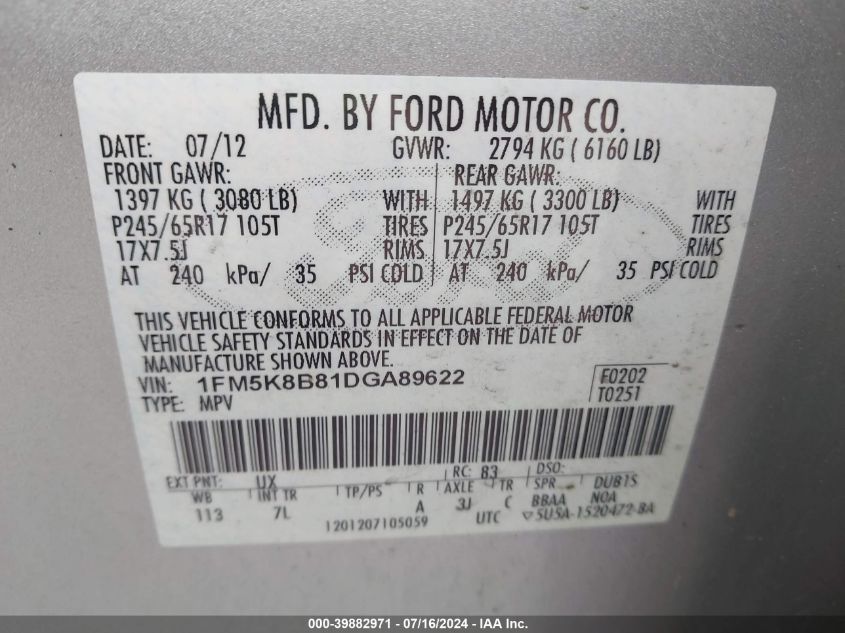 MFD. BY FORD MOTOR CO.
DATE: 07/12 GVWR: 2794 KG ( 6160 LB)
FRONT GAWR: REAR GAWR:
1397 KG ( 3080 LB) WITH 1497 KG ( 3300 LB) WITH
P245/65R17 105T TIRES P245/65R17 105T TIRES
17X7.5J RIMS 17X7.5J RIMS
AT 240 kPa/ 35 PSI COLD AT 240 kPa/ 35 PSI COLD
THIS VEHICLE CONFORMS TO ALL APPLICABLE FEDERAL MOTOR
VEHICLE SAFETY STANDARDS IN EFFECT ON THE DATE OF
MANUFACTURE SHOWN ABOVE.
VIN: 1FM5K8B81DGA89622 F0202
TYPE: MPV T0251
EXT PNT: UX RC: 83 DSO:
WB INT TR TP/PS R AXLE TR SPR DUB1S
113 7L A 3J C BBAA NOA
1201207105059 UTC ▽5U5A-1520472-BA
000-39882971 - 07/16/2024 - IAA Inc.